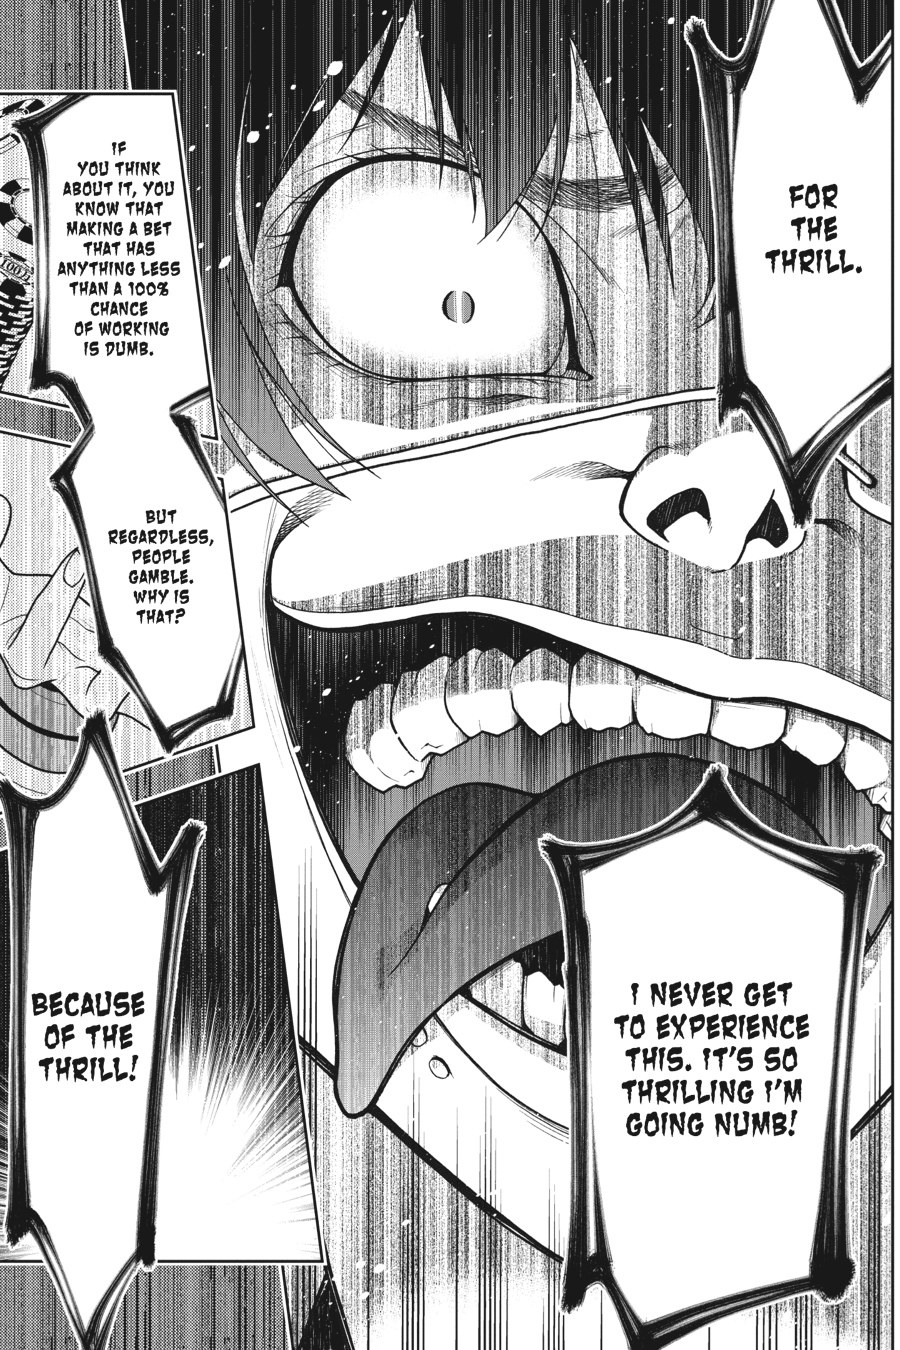 FOR
THE
THRILL.
I NEVER GET
TO EXPERIENCE
THIS. IT'S SO
THRILLING I'M
GOING NUMB!
IF
YOU THINK
ABOUT IT, YOU
KNOW THAT
MAKING A BET
THAT HAS
ANYTHING LESS
THAN A 100%
CHANCE
OF WORKING
IS DUMB.
BUT
REGARDLESS,
PEOPLE
GAMBLE.
WHY IS
THAT?
BECAUSE
OF THE
THRILL!